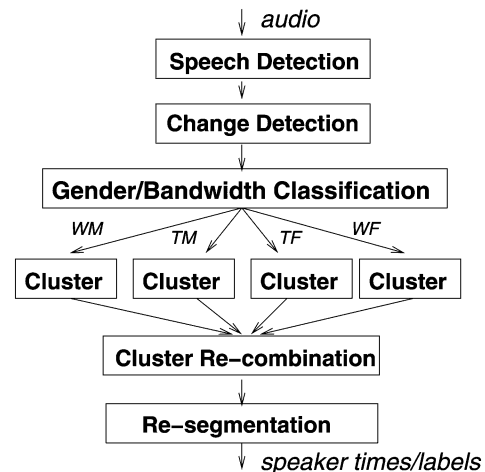 audio
Speech Detection
Change Detection
Gender/Bandwidth Classification
WM
TM
TF
WF
Cluster
Cluster
Cluster
Cluster
Cluster Re-combination
Re-segmentation
speaker times/labels